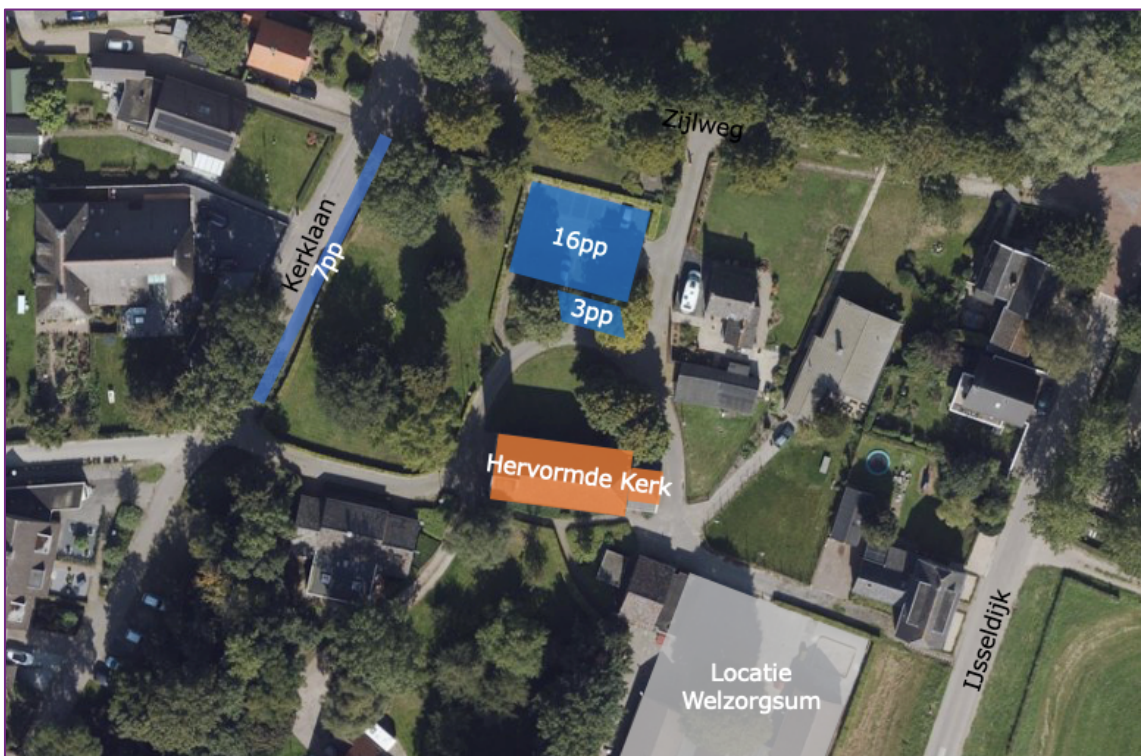 Zijlweg
Kerklaan
7pp
16pp
3pp
Hervormde Kerk
Locatie
Welzorgsum
IJsseldijk